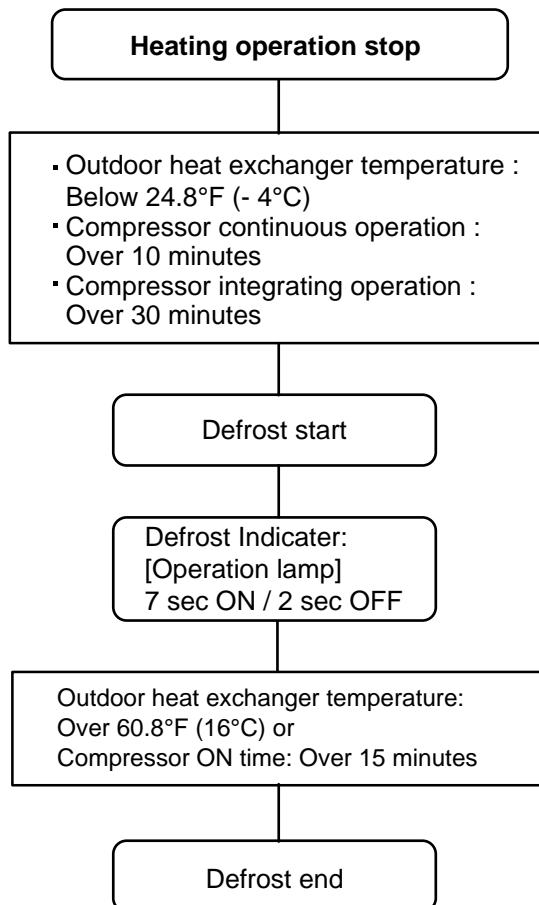 Heating operation stop
▪ Outdoor heat exchanger temperature :
Below 24.8°F (- 4°C)
▪ Compressor continuous operation :
Over 10 minutes
▪ Compressor integrating operation :
Over 30 minutes
Defrost start
Defrost Indicater:
[Operation lamp]
7 sec ON / 2 sec OFF
Outdoor heat exchanger temperature:
Over 60.8°F (16°C) or
Compressor ON time: Over 15 minutes
Defrost end